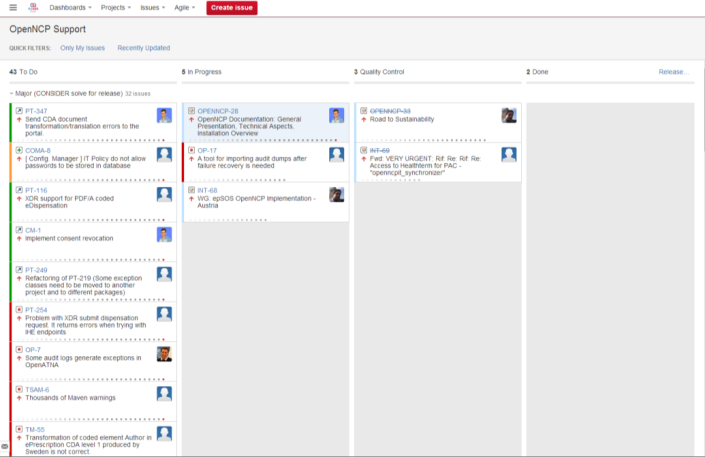 Dashboards Projects Issues Agile Create issue
OpenNCP Support
QUICK FILTERS: Only My Issues Recently Updated
43 To Do
5 In Progress
3 Quality Control
2 Done
Release...
Major (CONSIDER solve for release) 32 issues
PT-347
Send CDA document
transformation/translation errors to the
portal.
COMA-8
[ Config. Manager ] IT Policy do not allow
passwords to be stored in database
PT-116
XDR support for PDF/A coded
eDispensation
CM-1
Implement consent revocation
PT-249
Refactoring of PT-219 (Some exception
classes need to be moved to another
project and to different packages)
PT-254
Problem with XDR submit dispensation
request. It returns errors when trying with
IHE endpoints
OP-7
Some audit logs generate exceptions in
OpenATNA
TSAM-6
Thousands of Maven warnings
TM-55
Transformation of coded element Author in
ePrescription CDA level 1 produced by
Sweden is not correct
OPENNCP-28
OpenNCP Documentation: General
Presentation, Technical Aspects,
Installation Overview
OP-17
A tool for importing audit dumps after
failure recovery is needed
INT-68
WG: epSOS OpenNCP Implementation -
Austria
OPENNCP-33
Road to Sustainability
INT-69
Fwd: VERY URGENT: Rif: Re: Rif: Re:
Access to Healthterm for PAC -
"openncplt_synchronizer"